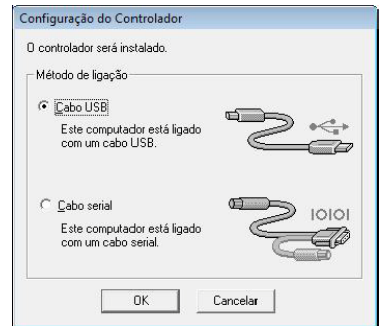 Configuração do Controlador
O controlador será instalado.
Método de ligação
Cabo USB
Este computador está ligado
com um cabo USB.
Cabo serial
IOIOI
Este computador está ligado
com um cabo serial.
OK
Cancelar